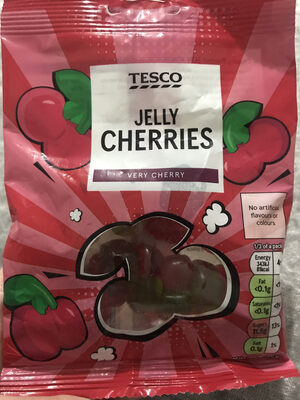 TESCO
JELLY
CHERRIES
VERY CHERRY
No artificial
flavours or
colours.
1/3 of a pack
Energy
Fat
<0.1g
Saturates
<0.1g
Sugars
Salt
0.1g